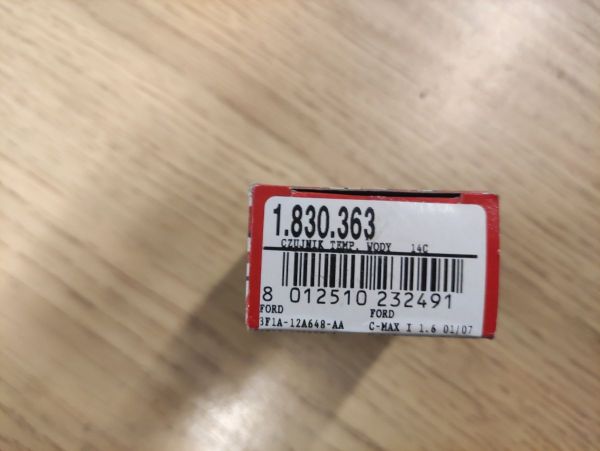 1.830.363
CZUJNIK TEMP. WODY 14C
8 012510 232491
FORD FORD
3F1A-12A648-AA C-MAX I 1.6 01/07